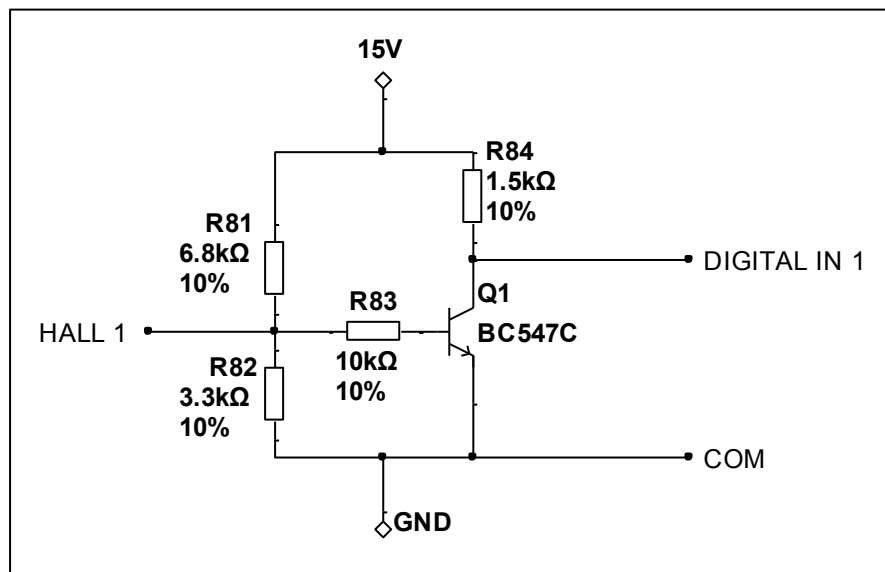 15V
R84
1.5kΩ
10%
R81
6.8kΩ
10%
DIGITAL IN 1
R83
Q1
HALL 1
BC547C
R82
3.3kΩ
10%
10kΩ
10%
COM
GND